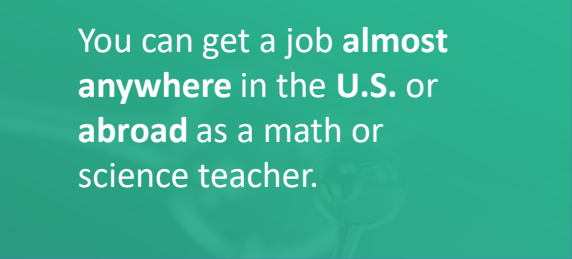 You can get a job almost
anywhere in the U.S. or
abroad as a math or
science teacher.